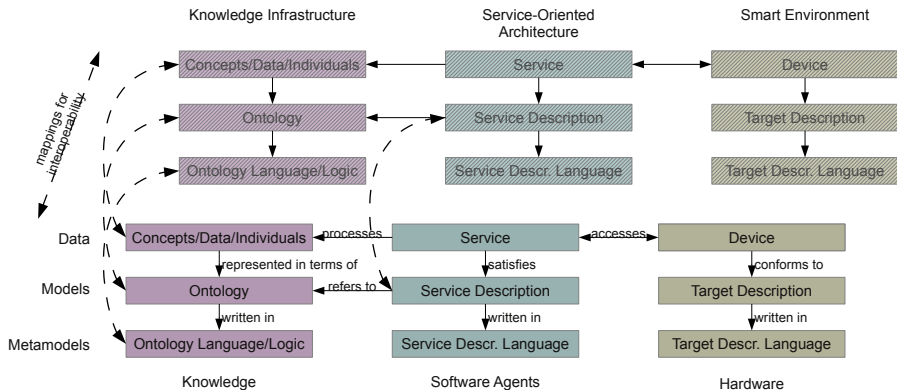 Knowledge Infrastructure
Service-Oriented
Architecture
Smart Environment
Concepts/Data/Individuals
Service
Device
mappings for
interoperability
Ontology
Service Description
Target Description
Ontology Language/Logic
Service Descr. Language
Target Descr. Language
Data
Concepts/Data/Individuals
processes
Service
accesses
Device
represented in terms of
satisfies
conforms to
Models
Ontology
refers to
Service Description
Target Description
written in
written in
written in
Metamodels
Ontology Language/Logic
Service Descr. Language
Target Descr. Language
Knowledge
Software Agents
Hardware